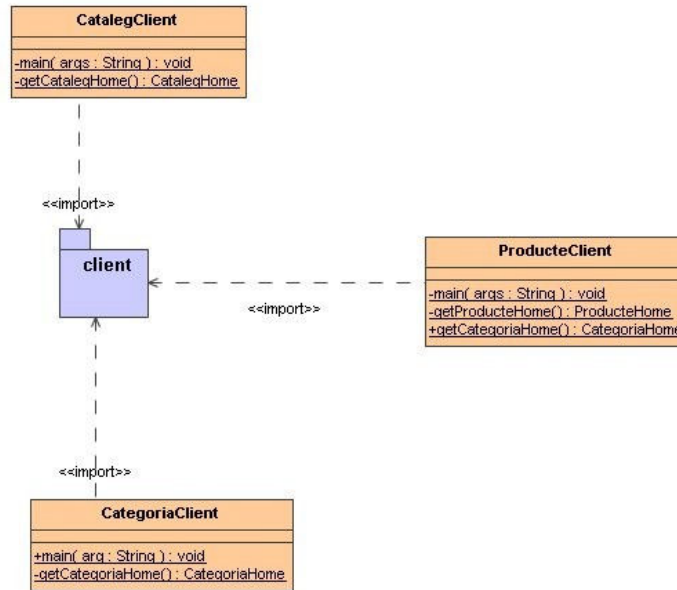 CatalegClient
-main( args : String ) : void
-getCatalegHome() : CatalegHome
<<import>>
client
<<import>>
ProducteClient
-main( args : String ) : void
-getProducteHome() : ProducteHome
+getCategoriaHome() : CategoriaHome
<<import>>
CategoriaClient
+main( arg : String ) : void
-getCategoriaHome() : CategoriaHome